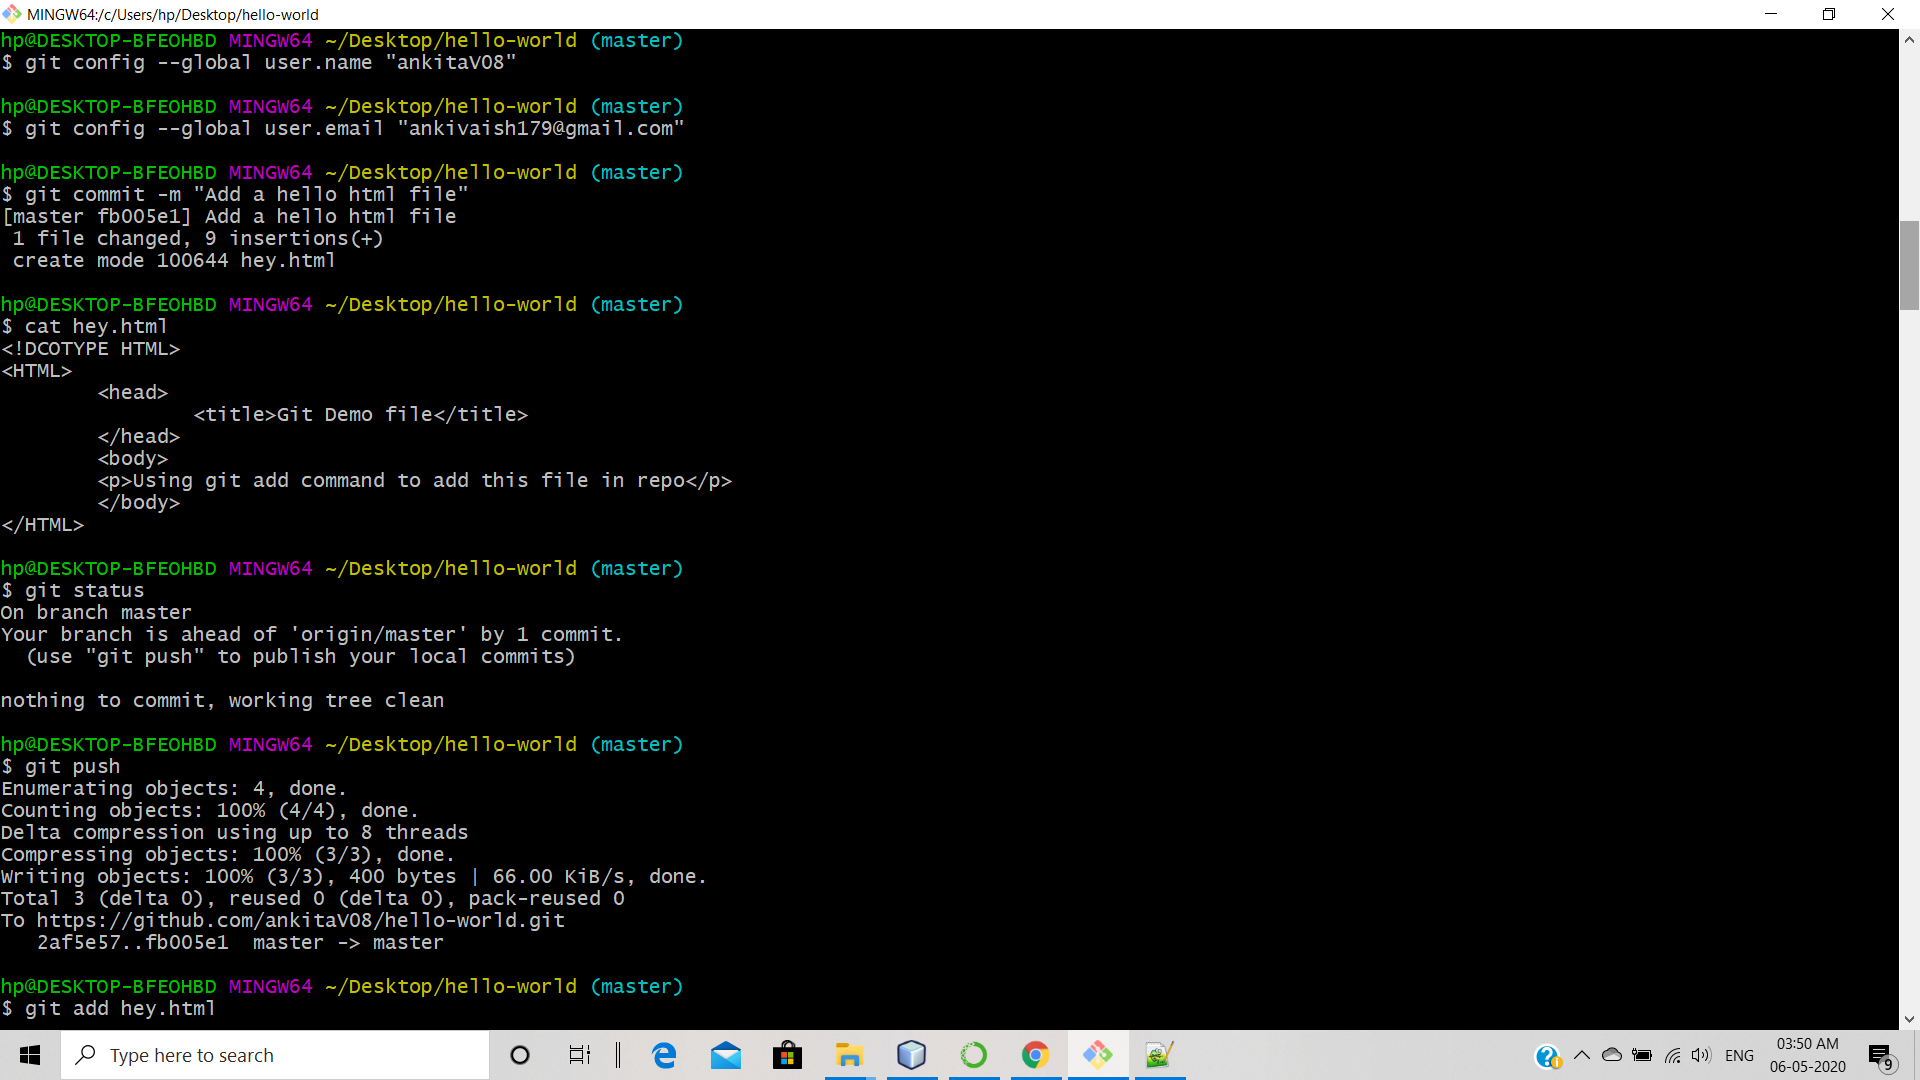 MINGW64:/c/Users/hp/Desktop/hello-world
hp@DESKTOP-BFEOHBD MINGW64 ~/Desktop/hello-world (master)
$ git config --global user.name "ankitaV08"
hp@DESKTOP-BFEOHBD MINGW64 ~/Desktop/hello-world (master)
$ git config --global user.email "ankivaish179@gmail.com"
hp@DESKTOP-BFEOHBD MINGW64 ~/Desktop/hello-world (master)
$ git commit -m "Add a hello html file"
[master fb005e1] Add a hello html file
 1 file changed, 9 insertions(+)
 create mode 100644 hey.html
hp@DESKTOP-BFEOHBD MINGW64 ~/Desktop/hello-world (master)
$ cat hey.html
<!DCOTYPE HTML>
<HTML>
        <head>
                <title>Git Demo file</title>
        </head>
        <body>
        <p>Using git add command to add this file in repo</p>
        </body>
</HTML>
hp@DESKTOP-BFEOHBD MINGW64 ~/Desktop/hello-world (master)
$ git status
On branch master
Your branch is ahead of 'origin/master' by 1 commit.
  (use "git push" to publish your local commits)
nothing to commit, working tree clean
hp@DESKTOP-BFEOHBD MINGW64 ~/Desktop/hello-world (master)
$ git push
Enumerating objects: 4, done.
Counting objects: 100% (4/4), done.
Delta compression using up to 8 threads
Compressing objects: 100% (3/3), done.
Writing objects: 100% (3/3), 400 bytes | 66.00 KiB/s, done.
Total 3 (delta 0), reused 0 (delta 0), pack-reused 0
To https://github.com/ankitaV08/hello-world.git
   2af5e57..fb005e1  master -> master
hp@DESKTOP-BFEOHBD MINGW64 ~/Desktop/hello-world (master)
$ git add hey.html
Type here to search
ENG
03:50 AM
06-05-2020
9